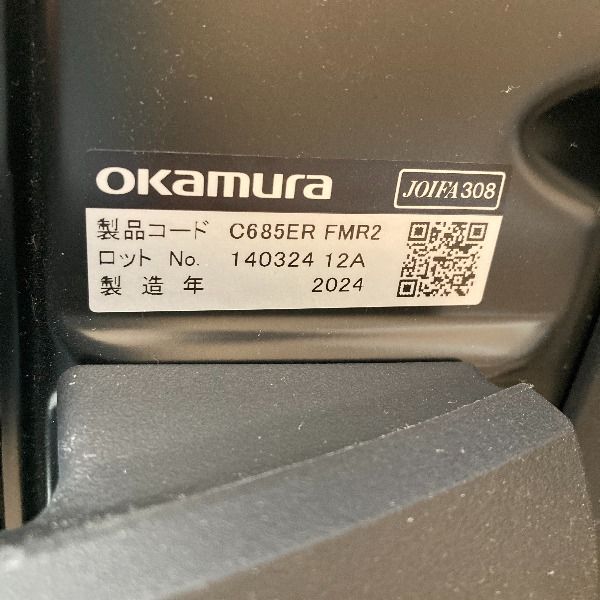 okamura
JOIFA308
製品コード C685ER FMR2
ロット No. 140324 12A
製造年 2024